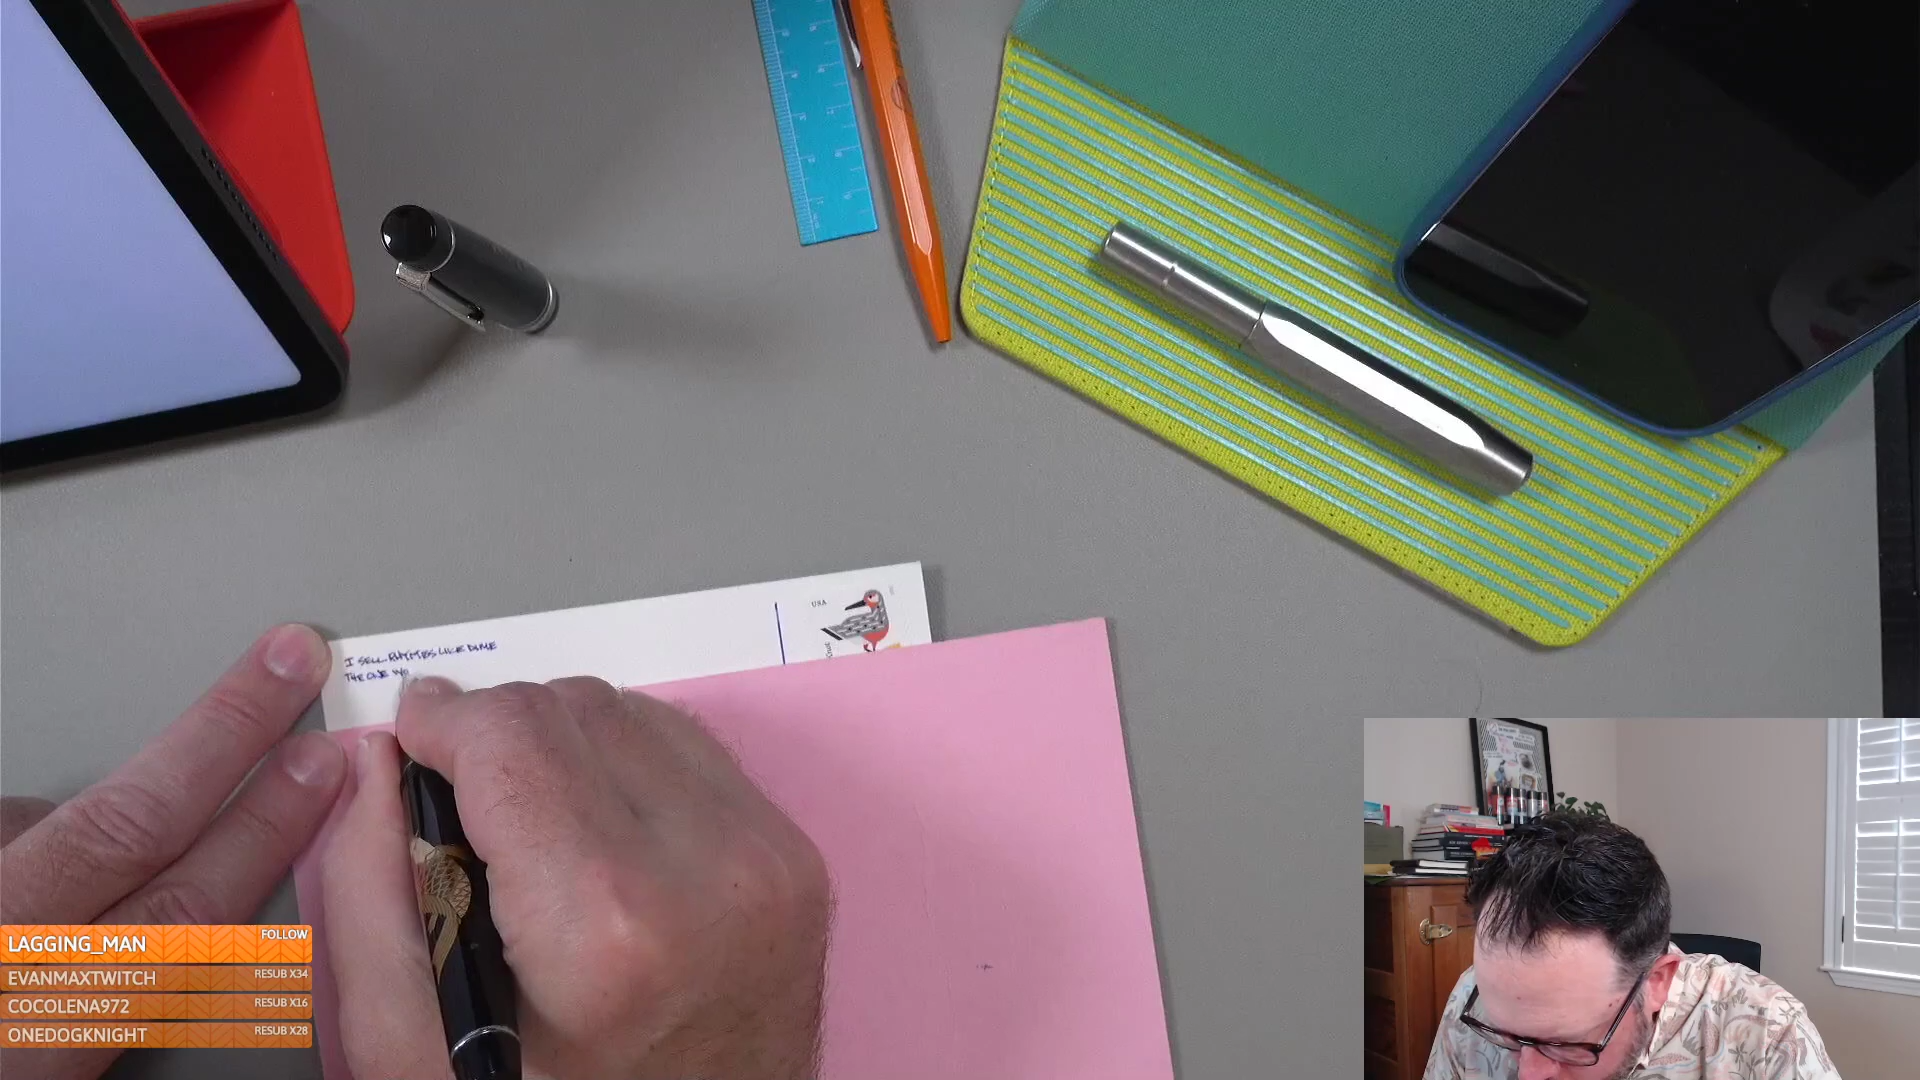 I SELL RHYMES LIKE DIME
THE ONE W
USA
LAGGING_MAN FOLLOW
EVANMAXTWITCH RESUB X34
COCOLENA972 RESUB X16
ONEDOGKNIGHT RESUB X28